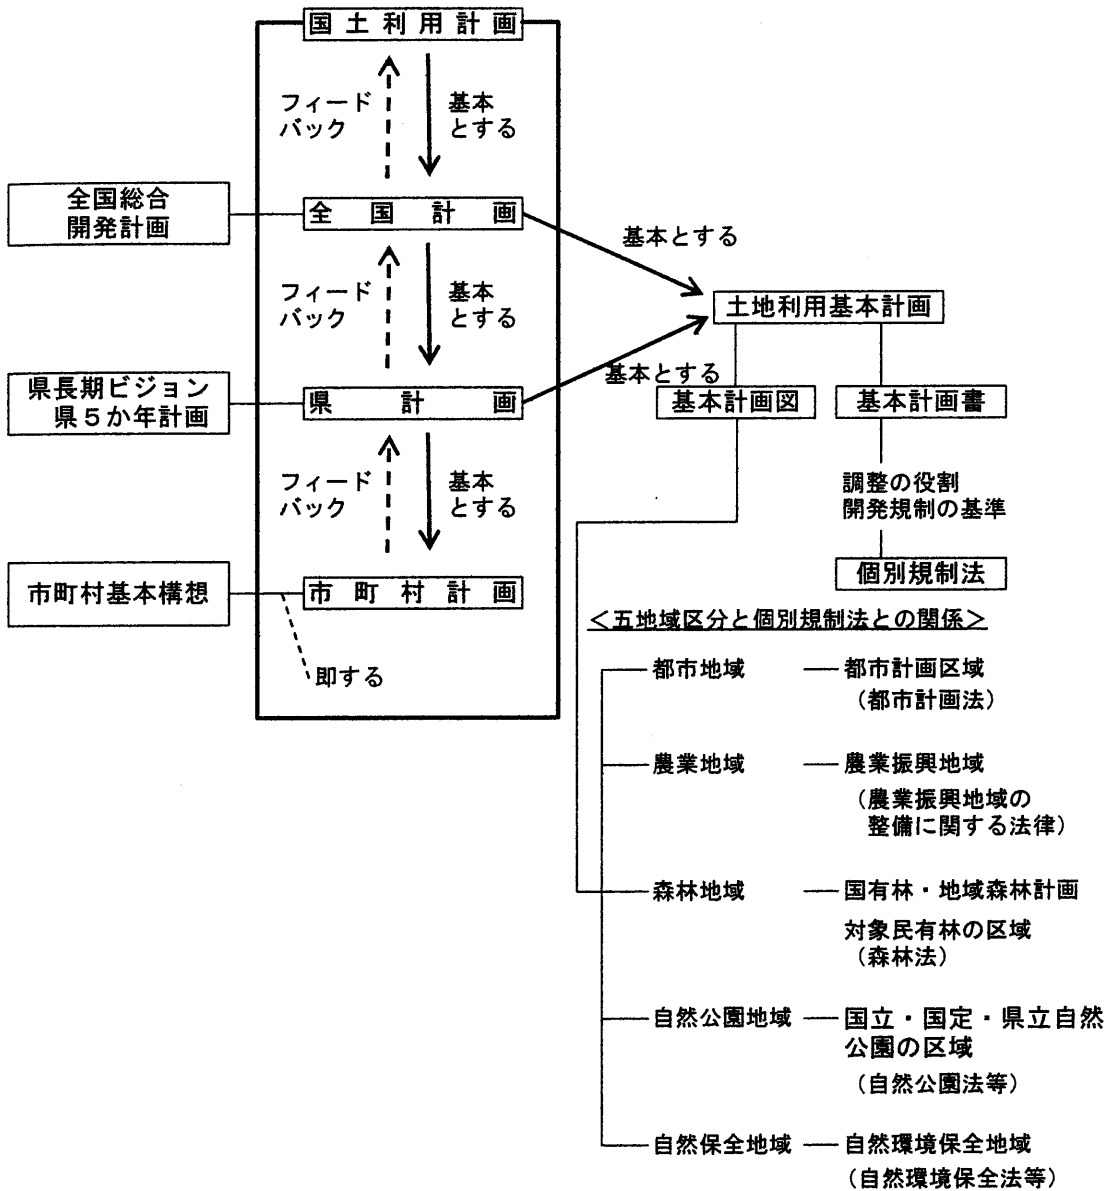 国土利用計画
フィード
バック
基本
とする
全国総合
開発計画
全国計画
基本とする
フィード
バック
基本
とする
土地利用基本計画
県長期ビジョン
県5か年計画
県計画
基本とする
基本計画図
基本計画書
フィード
バック
基本
とする
調整の役割
開発規制の基準
市町村基本構想
市町村計画
個別規制法
即する
<五地域区分と個別規制法との関係>
都市地域
都市計画区域
(都市計画法)
農業地域
農業振興地域
(農業振興地域の
整備に関する法律)
森林地域
国有林・地域森林計画
対象民有林の区域
(森林法)
自然公園地域
国立・国定・県立自然
公園の区域
(自然公園法等)
自然保全地域
自然環境保全地域
(自然環境保全法等)